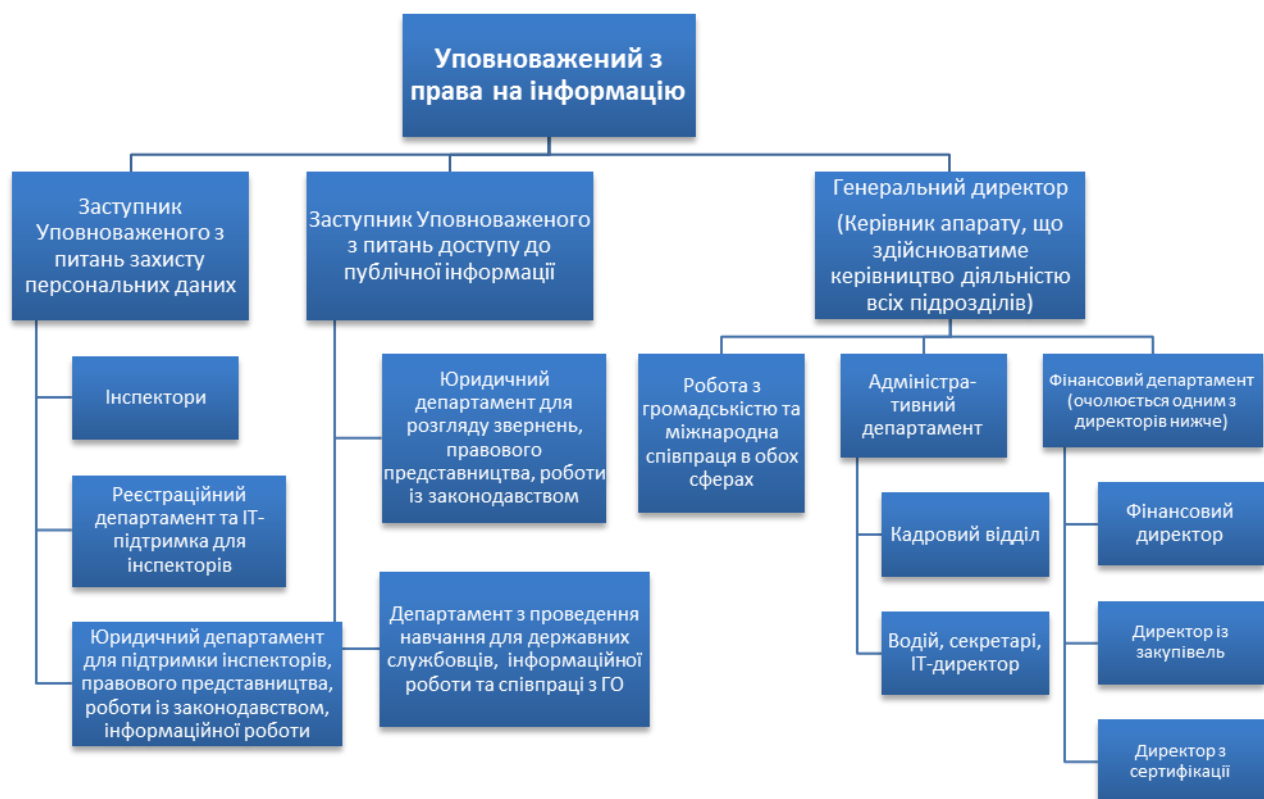 Уповноважений з
права на інформацію
Заступник
Уповноваженого з
питань захисту
персональних даних
Заступник Уповноваженого
з питань доступу до
публічної інформації
Генеральний директор
(Керівник апарату, що
здійснюватиме
керівництво діяльністю
всіх підрозділів)
Інспектори
Реєстраційний
департамент та ІТ-
підтримка для
інспекторів
Юридичний департамент
для підтримки інспекторів,
правового представництва,
роботи із законодавством,
інформаційної роботи
Юридичний
департамент для
розгляду звернень,
правового
представництва, роботи
із законодавством
Департамент з проведення
навчання для державних
службовців, інформаційної
роботи та співпраці з ГО
Робота з
громадськістю та
міжнародна
співпраця в обох
сферах
Адміністра-
тивний
департамент
Кадровий відділ
Водій, секретарі,
ІТ-директор
Фінансовий департамент
(очолюється одним з
директорів нижче)
Фінансовий
директор
Директор із
закупівель
Директор з
сертифікації